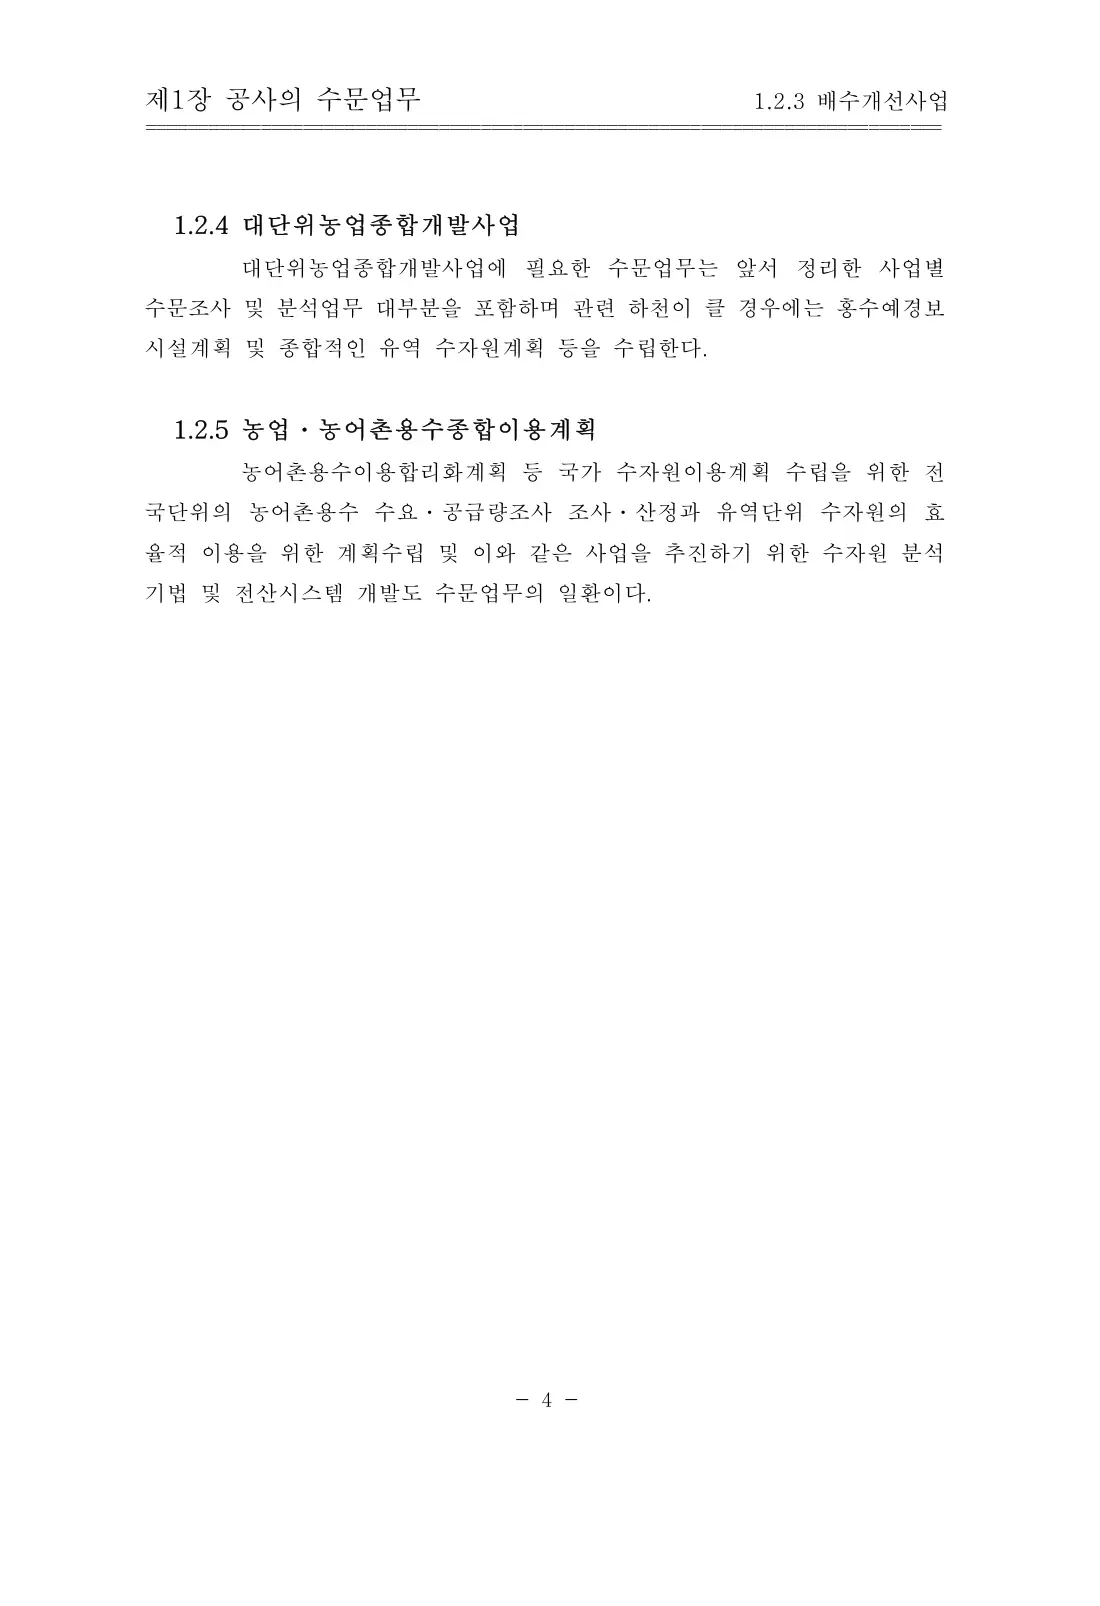 제1장 공사의 수문업무 1.2.3 배수개선사업
1.2.4 대단위농업종합개발사업
대단위농업종합개발사업에 필요한 수문업무는 앞서 정리한 사업별
수문조사 및 분석업무 대부분을 포함하며 관련 하천이 클 경우에는 홍수예경보
시설계획 및 종합적인 유역 수자원계획 등을 수립한다.
1.2.5 농업·농어촌용수종합이용계획
농어촌용수이용합리화계획 등 국가 수자원이용계획 수립을 위한 전
국단위의 농어촌용수 수요·공급량조사 조사·산정과 유역단위 수자원의 효
율적 이용을 위한 계획수립 및 이와 같은 사업을 추진하기 위한 수자원 분석
기법 및 전산시스템 개발도 수문업무의 일환이다.
- 4 -